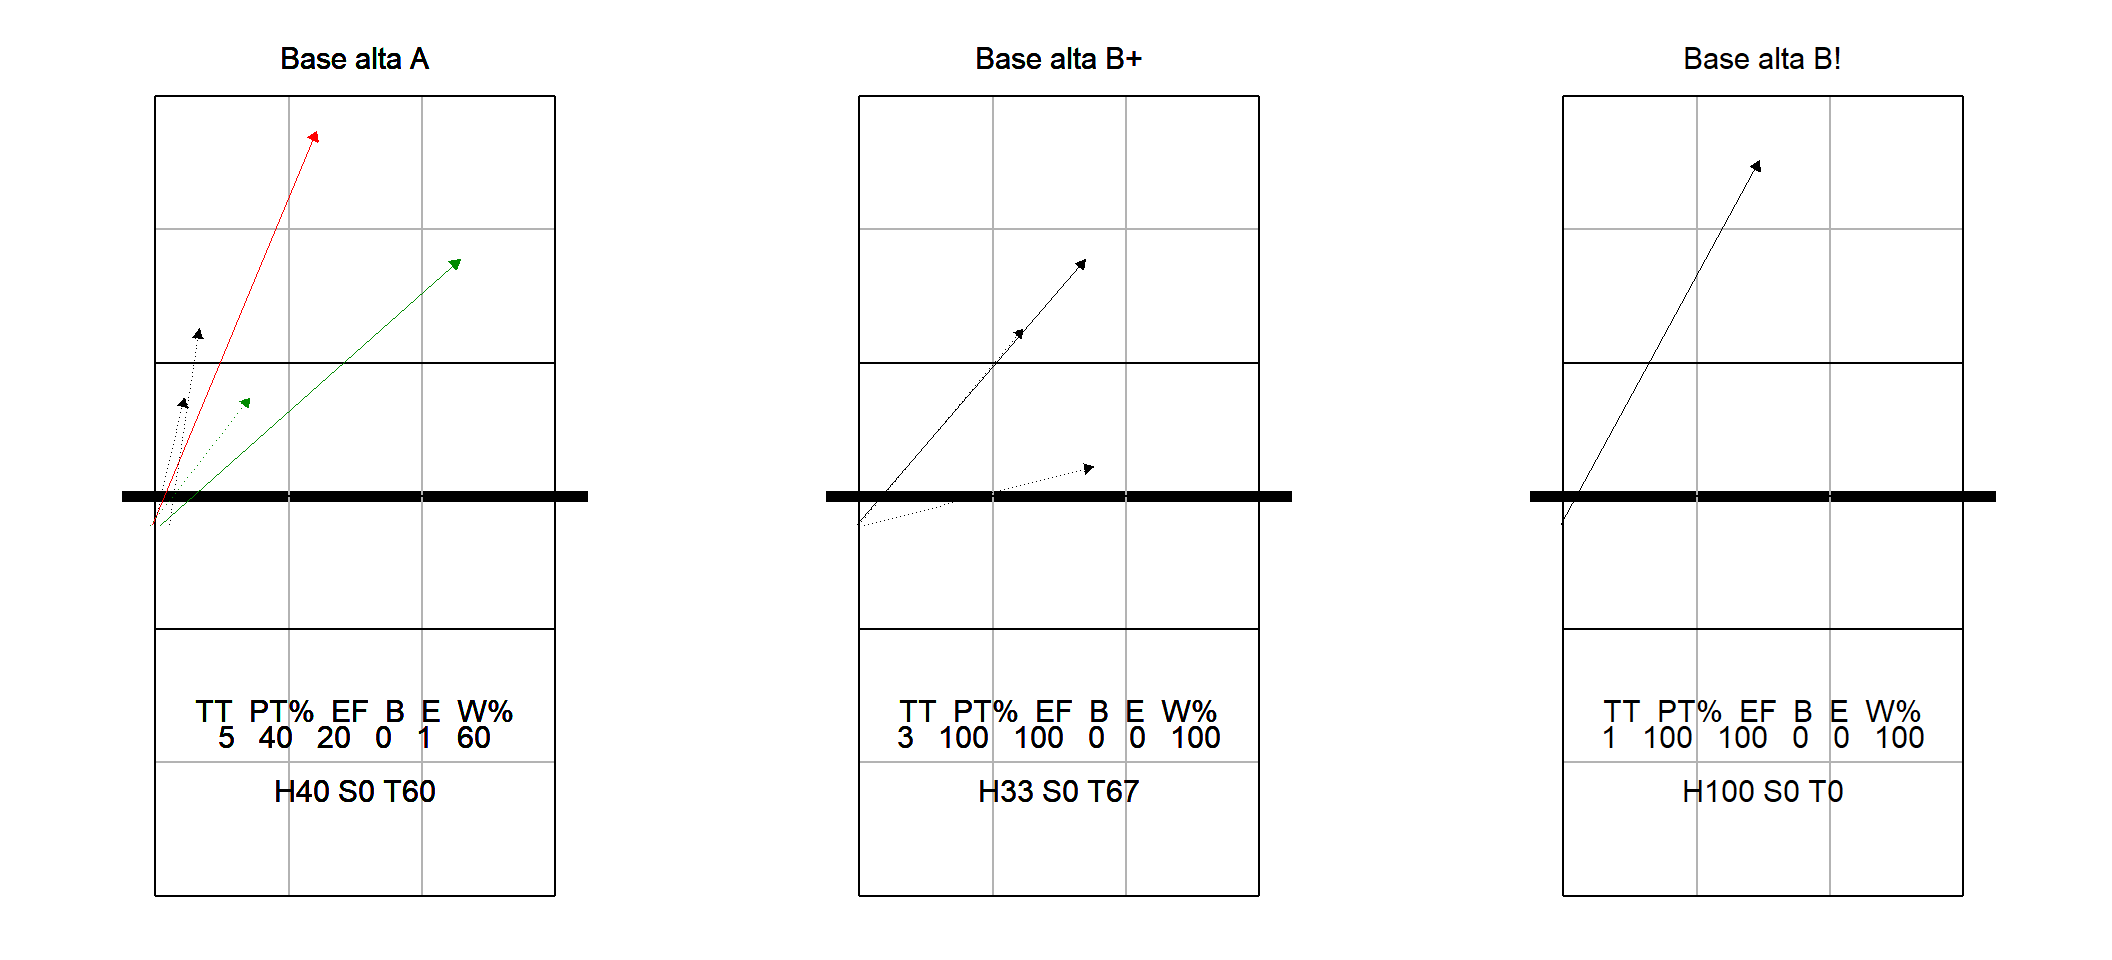 Base alta A
TT PT% EF B E W%
5 40 20 0 1 60
H40 S0 T60
Base alta B+
TT PT% EF B E W%
3 100 100 0 0 100
H33 S0 T67
Base alta B!
TT PT% EF B E W%
1 100 100 0 0 100
H100 S0 T0